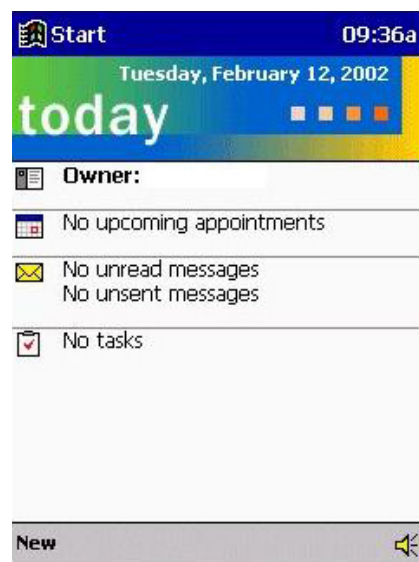 Start 09:36a
Tuesday, February 12, 2002
today
Owner:
No upcoming appointments
No unread messages
No unsent messages
No tasks
New